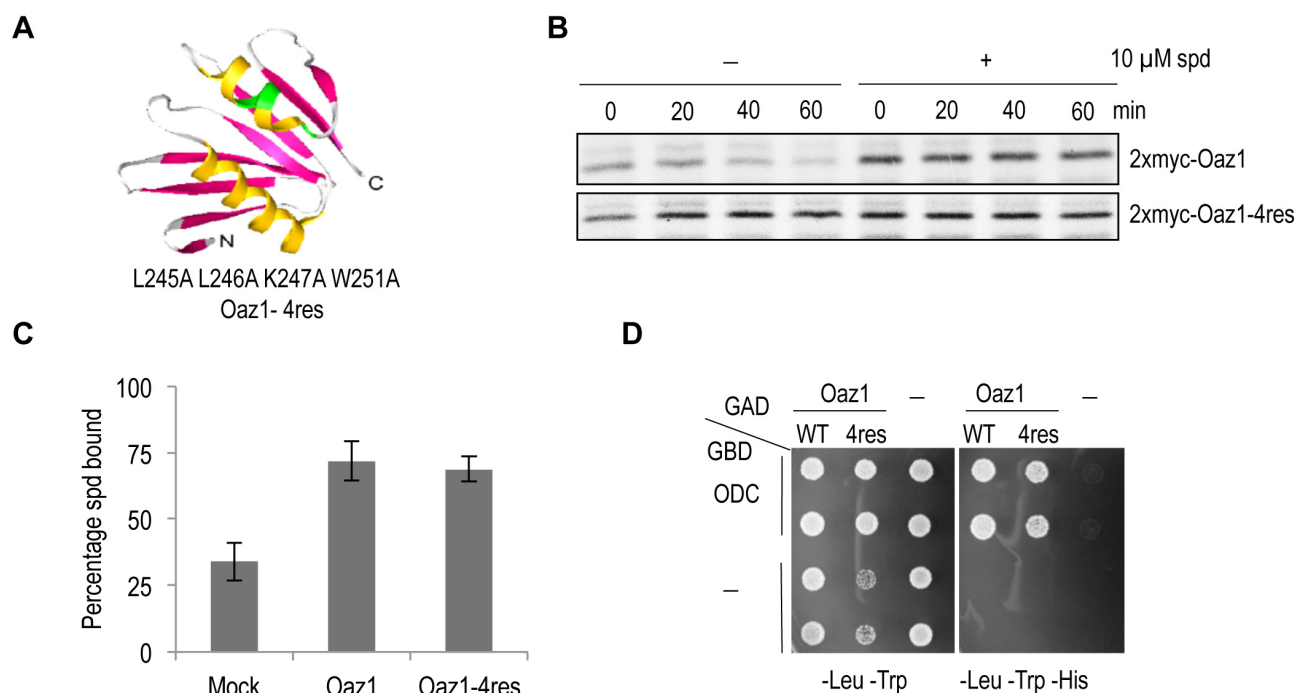 A
N
C
L245A L246A K247A W251A
Oaz1- 4res
B
– + 10 µM spd
0 20 40 60 0 20 40 60 min
2xmyc-Oaz1
2xmyc-Oaz1-4res
C
Percentage spd bound
100
75
50
25
0
Mock Oaz1 Oaz1-4res
D
GAD Oaz1 – Oaz1 –
GBD WT 4res WT 4res
ODC
–
-Leu -Trp -Leu -Trp -His